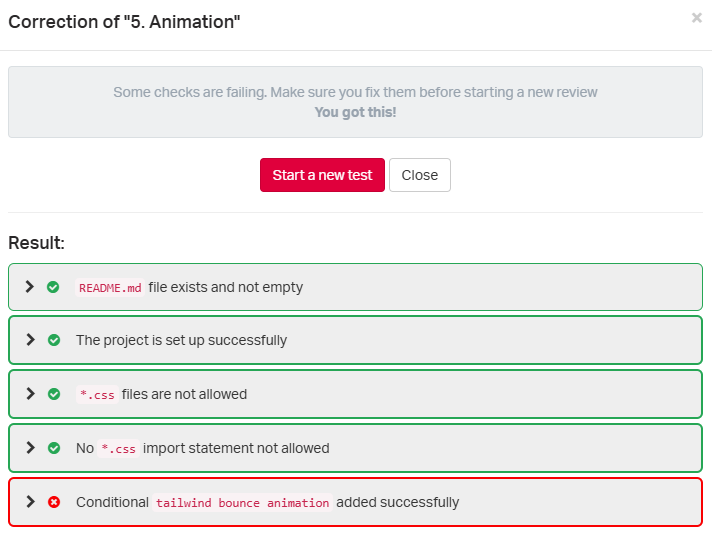 Correction of "5. Animation"
×
Some checks are failing. Make sure you fix them before starting a new review
You got this!
Start a new test
Close
Result:
README.md file exists and not empty
The project is set up successfully
*.css files are not allowed
No *.css import statement not allowed
Conditional tailwind bounce animation added successfully